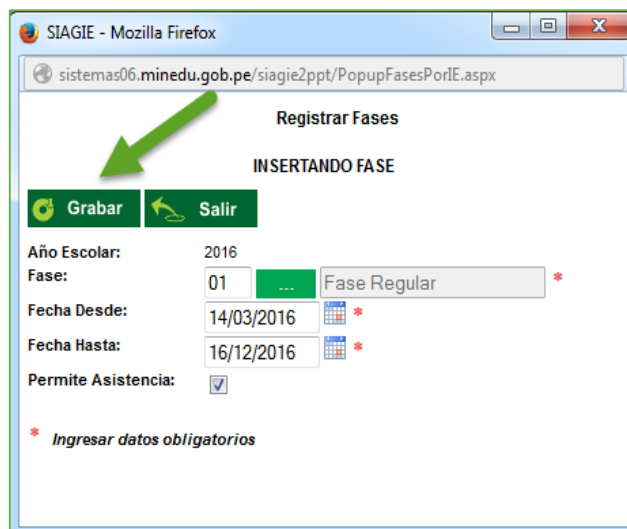 SIAGIE - Mozilla Firefox
sistemas06.minedu.gob.pe/siagie2ppt/PopupFasesPorIE.aspx
Registrar Fases
INSERTANDO FASE
Grabar Salir
Año Escolar: 2016
Fase: 01 ... Fase Regular *
Fecha Desde: 14/03/2016 *
Fecha Hasta: 16/12/2016 *
Permite Asistencia:
* Ingresar datos obligatorios